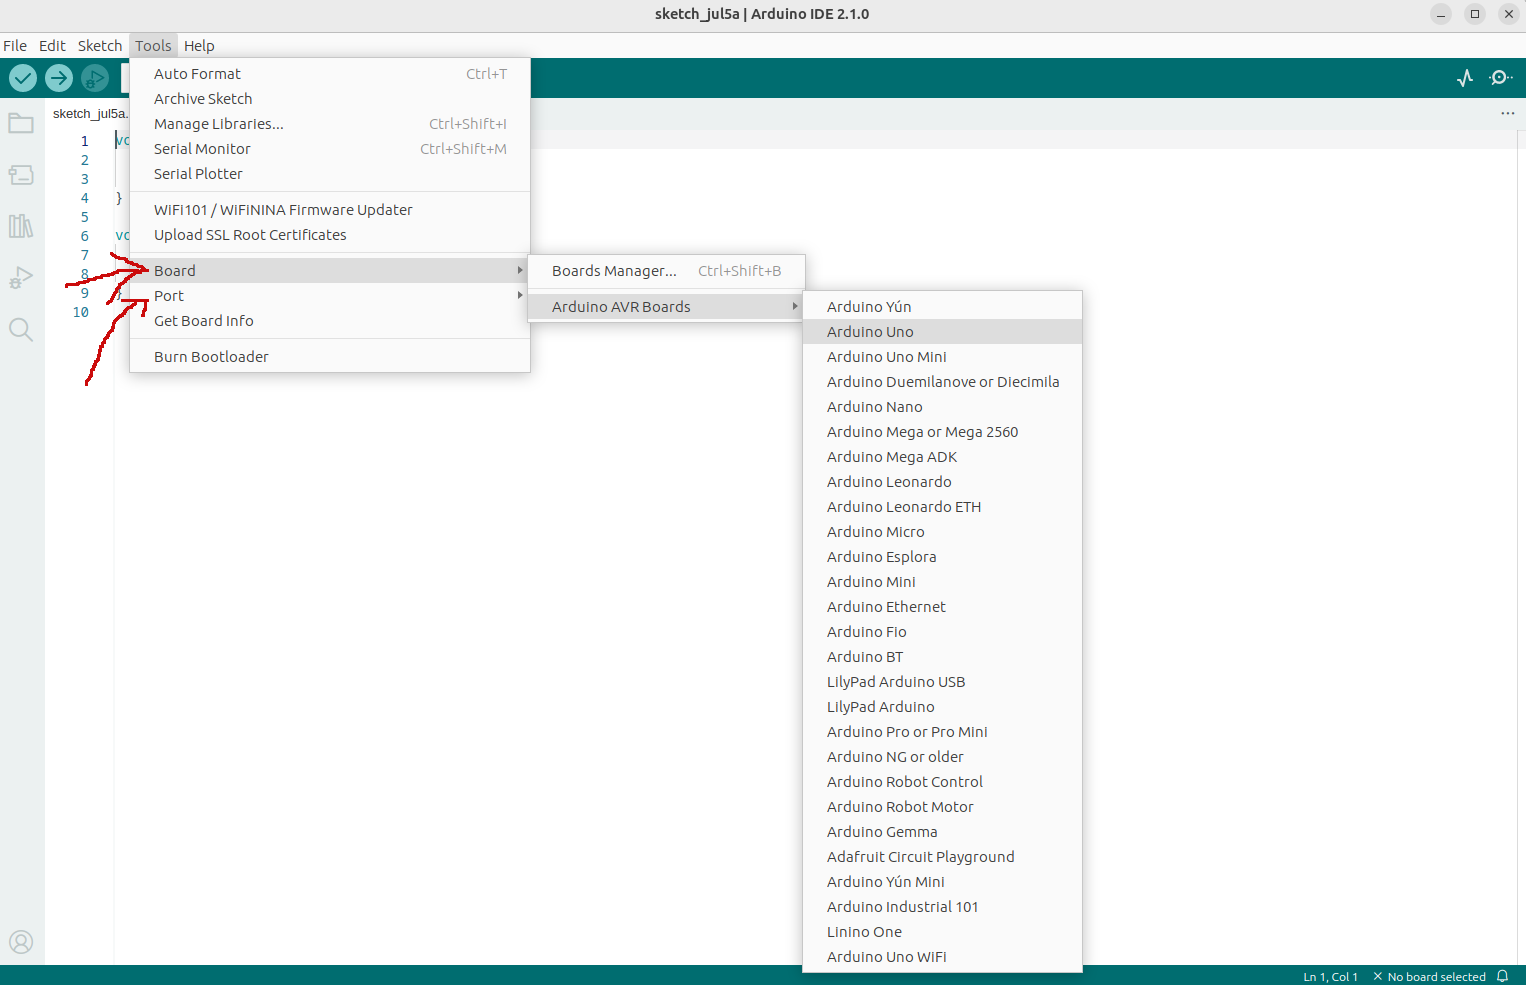 sketch_jul5a | Arduino IDE 2.1.0
File Edit Sketch Tools Help
Auto Format Ctrl+T
Archive Sketch
Manage Libraries... Ctrl+Shift+I
Serial Monitor Ctrl+Shift+M
Serial Plotter
WiFi101 / WiFiNINA Firmware Updater
Upload SSL Root Certificates
Board
Port
Get Board Info
Burn Bootloader
Boards Manager... Ctrl+Shift+B
Arduino AVR Boards
Arduino Yún
Arduino Uno
Arduino Uno Mini
Arduino Duemilanove or Diecimila
Arduino Nano
Arduino Mega or Mega 2560
Arduino Mega ADK
Arduino Leonardo
Arduino Leonardo ETH
Arduino Micro
Arduino Esplora
Arduino Mini
Arduino Ethernet
Arduino Fio
Arduino BT
LilyPad Arduino USB
LilyPad Arduino
Arduino Pro or Pro Mini
Arduino NG or older
Arduino Robot Control
Arduino Robot Motor
Arduino Gemma
Adafruit Circuit Playground
Arduino Yún Mini
Arduino Industrial 101
Linino One
Arduino Uno WiFi
sketch_jul5a.
1 vo
2
3
4 }
5
6 vo
7
8
9 }
10
Ln 1, Col 1 × No board selected